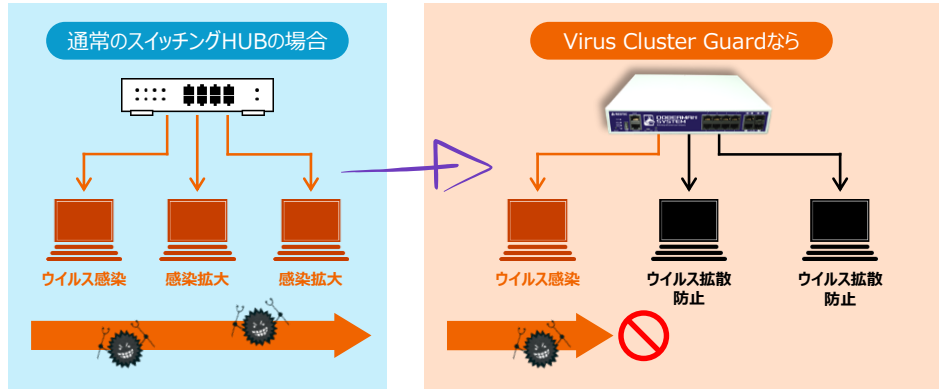 通常のスイッチングHUBの場合
ウイルス感染
感染拡大
感染拡大
Virus Cluster Guardなら
DOBERMAN
SYSTEM
ウイルス感染
ウイルス拡散
防止
ウイルス拡散
防止